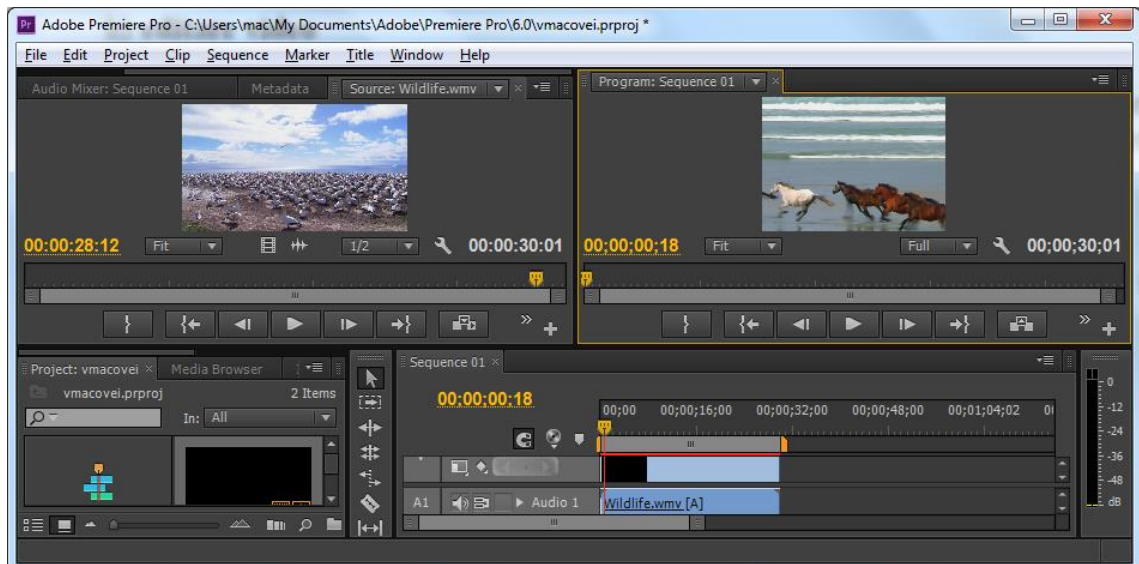 Pr Adobe Premiere Pro - C:\Users\mac\My Documents\Adobe\Premiere Pro\6.0\vmacovei.prproj *
File Edit Project Clip Sequence Marker Title Window Help
Audio Mixer: Sequence 01 Metadata Source: Wildlife.wmv
Program: Sequence 01
00:00:28:12 Fit 1/2 00:00:30:01
00;00;00;18 Fit Full 00;00;30;01
Project: vmacovei Media Browser
vmacovei.prproj 2 Items
In: All
Sequence 01
00;00;00;18
00;00 00;00;16;00 00;00;32;00 00;00;48;00 00;01;04;02
A1 Audio 1 Wildlife.wmv [A]
0
-12
-24
-36
-48
dB